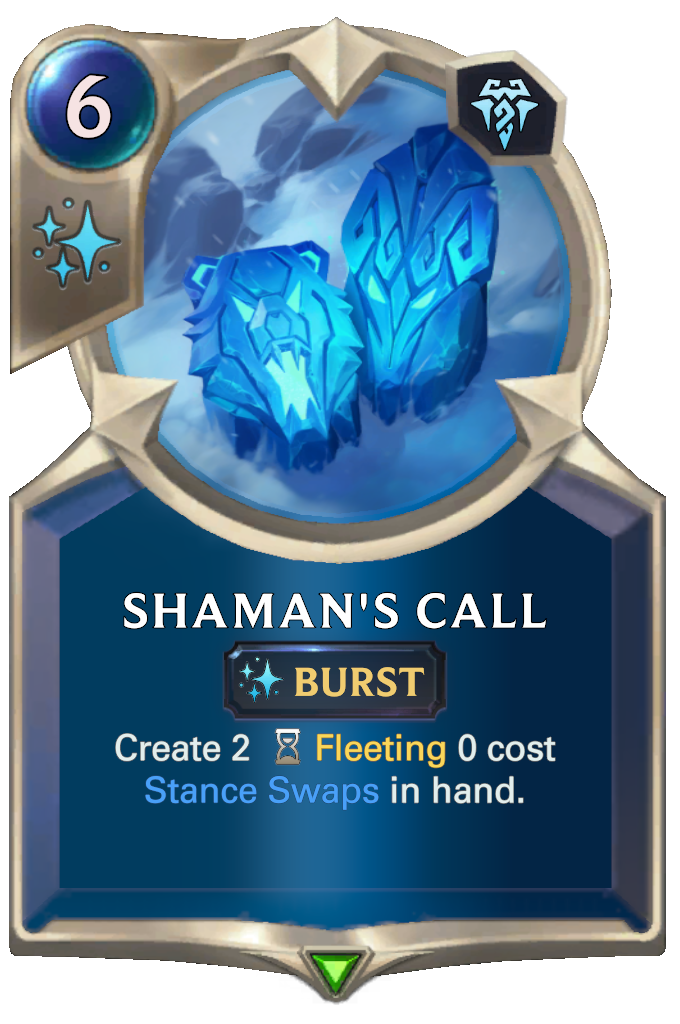 6
SHAMAN'S CALL
BURST
Create 2 Fleeting 0 cost
Stance Swaps in hand.